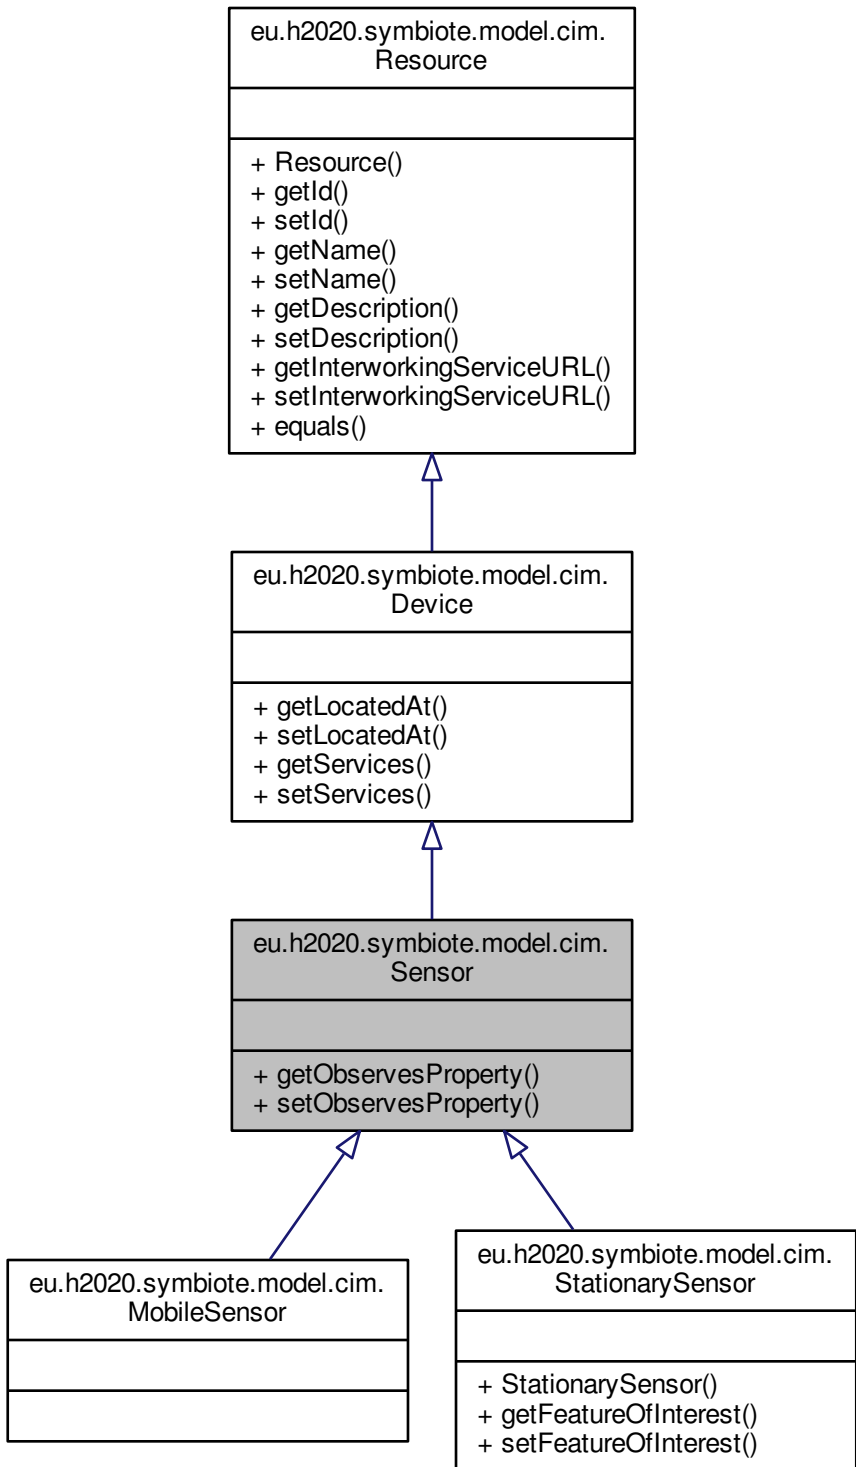 eu.h2020.symbiote.model.cim.
Resource
+ Resource()
+ getId()
+ setId()
+ getName()
+ setName()
+ getDescription()
+ setDescription()
+ getInterworkingServiceURL()
+ setInterworkingServiceURL()
+ equals()
eu.h2020.symbiote.model.cim.
Device
+ getLocatedAt()
+ setLocatedAt()
+ getServices()
+ setServices()
eu.h2020.symbiote.model.cim.
Sensor
+ getObservesProperty()
+ setObservesProperty()
eu.h2020.symbiote.model.cim.
MobileSensor
eu.h2020.symbiote.model.cim.
StationarySensor
+ StationarySensor()
+ getFeatureOfInterest()
+ setFeatureOfInterest()